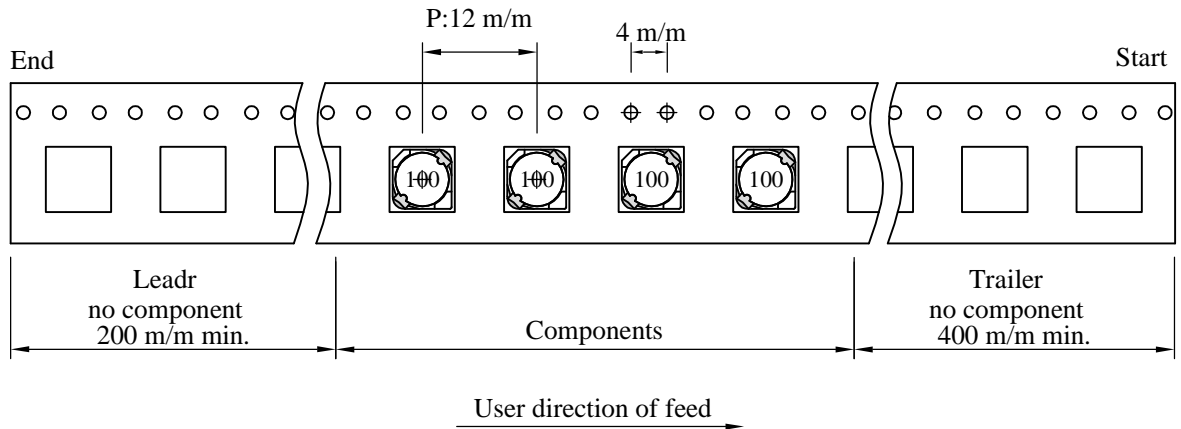 P:12 m/m
4 m/m
End
Start
100 100 100 100
Leadr
no component
200 m/m min.
Components
Trailer
no component
400 m/m min.
User direction of feed